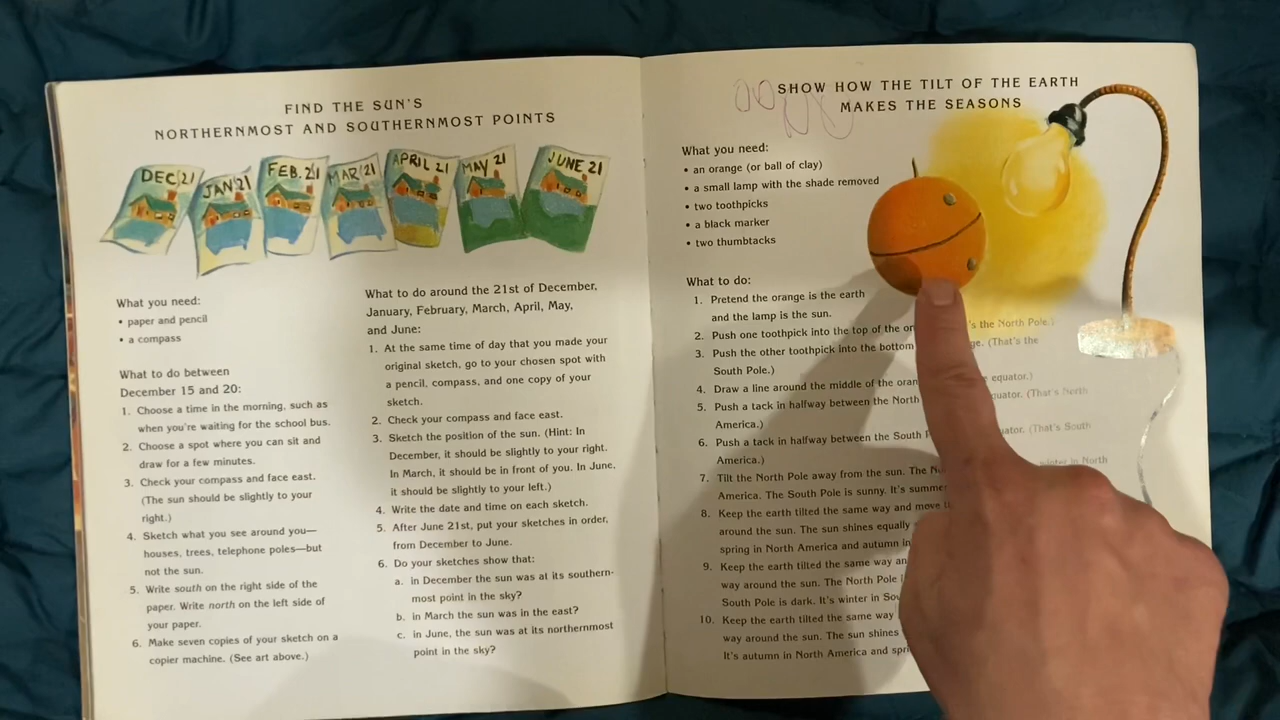 FIND THE SUN'S
NORTHERNMOST AND SOUTHERNMOST POINTS
DEC 21
JAN 21
FEB. 21
MAR 21
APRIL 21
MAY 21
JUNE 21
What you need:
• paper and pencil
• a compass
What to do between
December 15 and 20:
1. Choose a time in the morning, such as
when you're waiting for the school bus.
2. Choose a spot where you can sit and
draw for a few minutes.
3. Check your compass and face east.
(The sun should be slightly to your
right.)
4. Sketch what you see around you—
houses, trees, telephone poles—but
not the sun.
5. Write south on the right side of the
paper. Write north on the left side of
your paper.
6. Make seven copies of your sketch on a
copier machine. (See art above.)
What to do around the 21st of December,
January, February, March, April, May,
and June:
1. At the same time of day that you made your
original sketch, go to your chosen spot with
a pencil, compass, and one copy of your
sketch.
2. Check your compass and face east.
3. Sketch the position of the sun. (Hint: In
December, it should be slightly to your right.
In March, it should be in front of you. In June,
it should be slightly to your left.)
4. Write the date and time on each sketch.
5. After June 21st, put your sketches in order,
from December to June.
6. Do your sketches show that:
a. in December the sun was at its southern-
most point in the sky?
b. in March the sun was in the east?
c. in June, the sun was at its northernmost
point in the sky?
SHOW HOW THE TILT OF THE EARTH
MAKES THE SEASONS
What you need:
• an orange (or ball of clay)
• a small lamp with the shade removed
• two toothpicks
• a black marker
• two thumbtacks
What to do:
1. Pretend the orange is the earth
and the lamp is the sun.
2. Push one toothpick into the top of the 's the North Pole.)
3. Push the other toothpick into the bottom (That's the
South Pole.)
4. Draw a line around the middle of the equator.)
5. Push a tack in halfway between the North (That's North
America.)
6. Push a tack in halfway between the South (That's South
America.)
7. Tilt the North Pole away from the sun. The winter in North
America. The South Pole is sunny. It's summer
8. Keep the earth tilted the same way and move
around the sun. The sun shines equally
spring in North America and autumn in
9. Keep the earth tilted the same way
way around the sun. The North Pole
South Pole is dark. It's winter in
10. Keep the earth tilted the same way
way around the sun. The sun shines
It's autumn in North America and